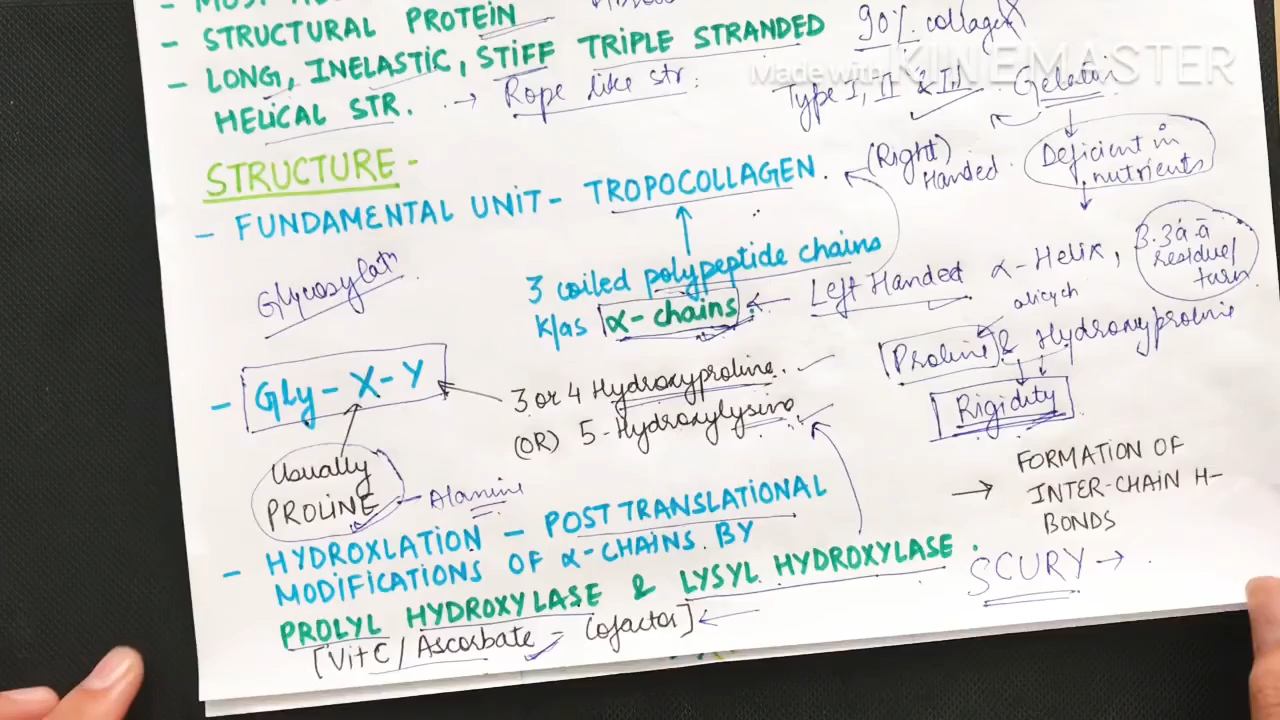 - STRUCTURAL PROTEIN
90% collagen
- LONG, INELASTIC, STIFF TRIPLE STRANDED
HELICAL STR. → Rope like str.
Type I, II & III
Gelatin
Made with KINEMASTER
Deficient in
nutrients
STRUCTURE -
- FUNDAMENTAL UNIT- TROPOCOLLAGEN.
(Right)
Handed.
3 coiled polypeptide chains
k/as α-chains.
Left Handed α-Helix,
3.3 a.a
residue/
turn
Glycosylatn
alicych
Proline & Hydroxyproline
Rigidity
- Gly - X - Y
3 or 4 Hydroxyproline.
(OR) 5-Hydroxylysine
Usually
PROLINE
Alanine
→ FORMATION OF
INTER-CHAIN H-
BONDS
- HYDROXLATION - POST TRANSLATIONAL
MODIFICATIONS OF α-CHAINS BY
PROLYL HYDROXYLASE & LYSYL HYDROXYLASE.
[Vit C / Ascorbate - Cofactor] ←
SCURY →